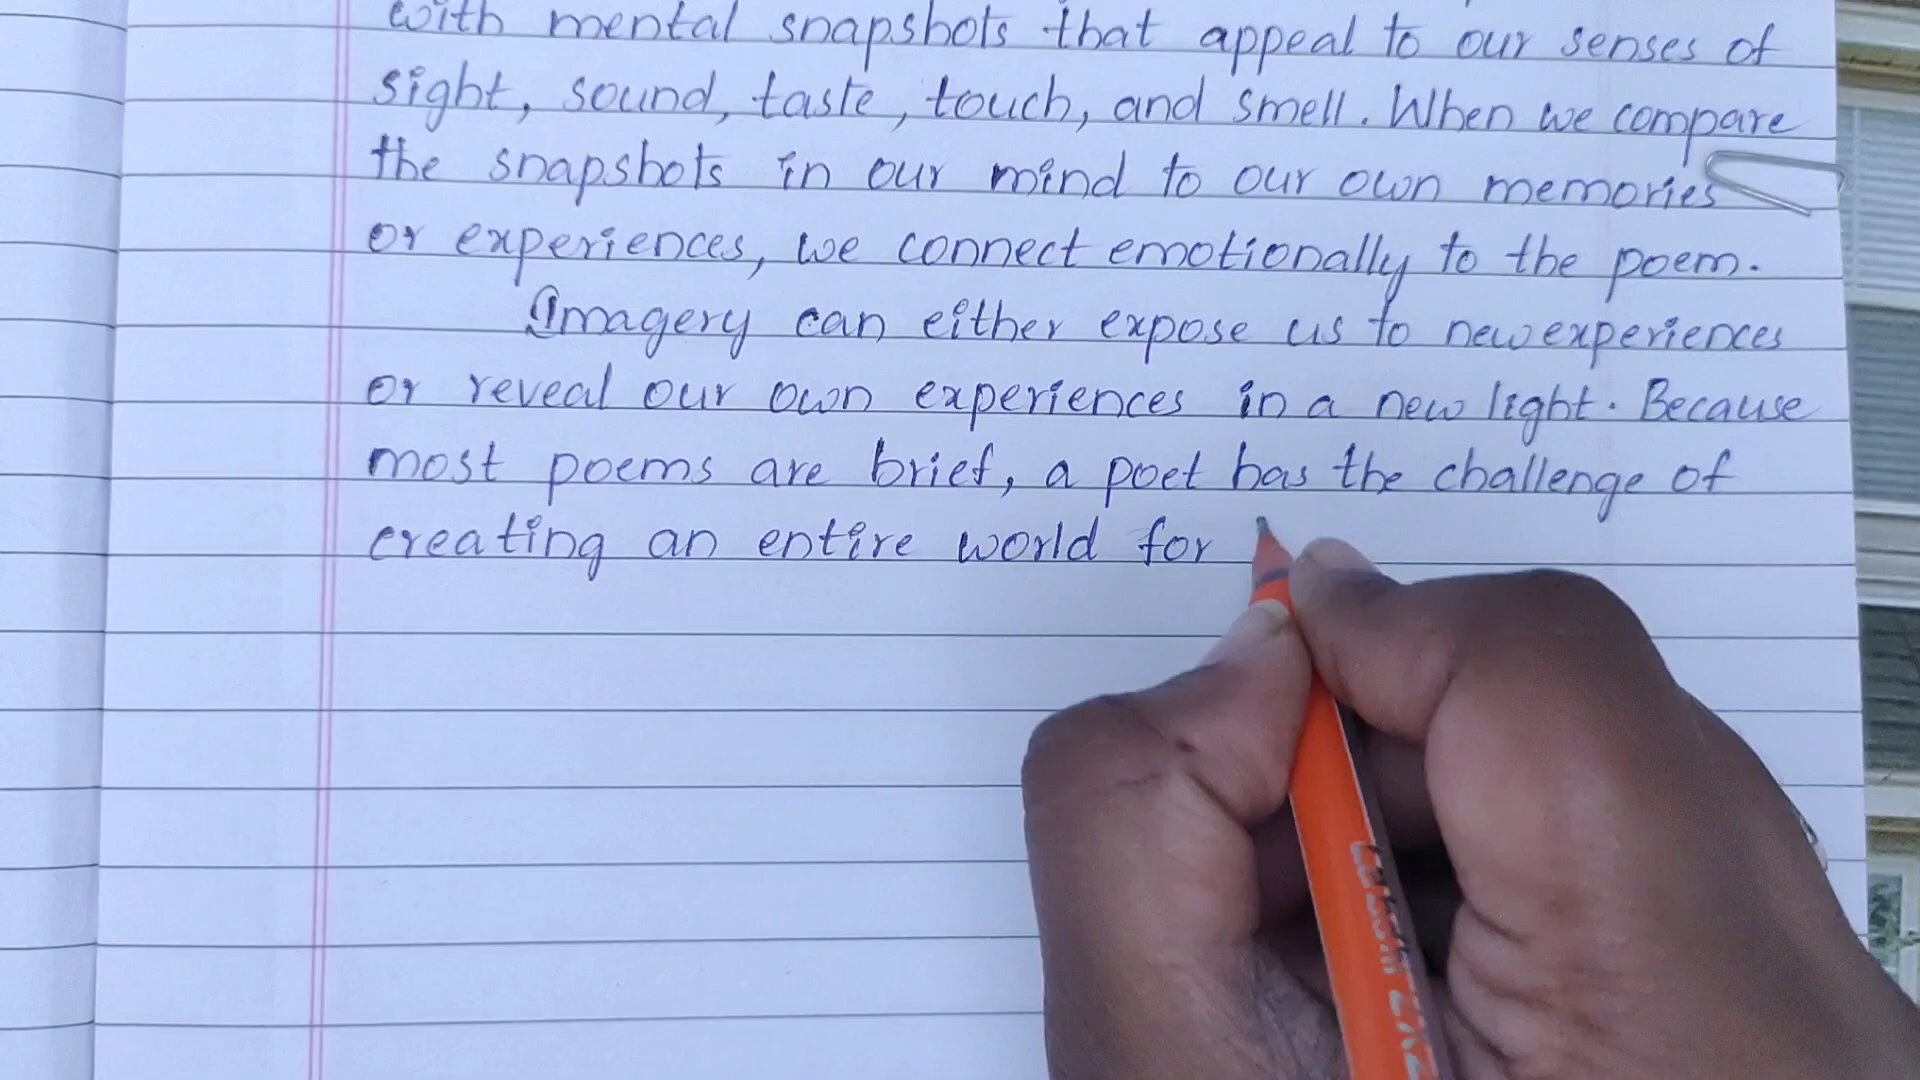 with mental snapshots that appeal to our senses of
sight, sound, taste, touch, and smell. When we compare
the snapshots in our mind to our own memories
or experiences, we connect emotionally to the poem.
Imagery can either expose us to new experiences
or reveal our own experiences in a new light. Because
most poems are brief, a poet has the challenge of
creating an entire world for